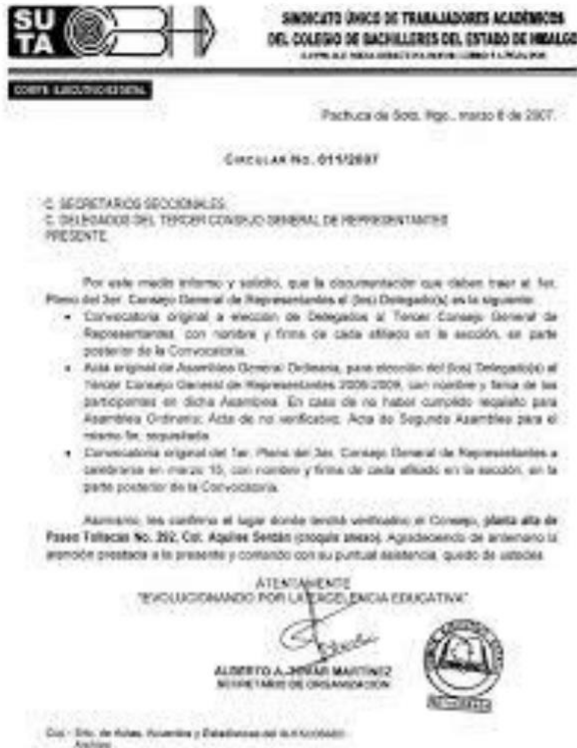 SUTA
SINDICATO ÚNICO DE TRABAJADORES ACADÉMICOS
DEL COLEGIO DE BACHILLERES DEL ESTADO DE HIDALGO
COMITE EJECUTIVO ESTATAL
Pachuca de Soto, Hgo., marzo 6 de 2007.
CIRCULAR No. 011/2007
C. SECRETARIOS SECCIONALES,
C. DELEGADOS DEL TERCER CONSEJO GENERAL DE REPRESENTANTES
PRESENTE
Por este medio informo y solicito, que la documentación que deben traer al 1er.
Pleno del 3er. Consejo General de Representantes el (los) Delegado(s) es la siguiente:
• Convocatoria original a elección de Delegados al Tercer Consejo General de
Representantes, con nombre y firma de cada afiliado en la sección, en parte
posterior de la Convocatoria.
• Acta original de Asamblea General Ordinaria, para elección del (los) Delegado(s) al
Tercer Consejo General de Representantes 2006-2009, con nombre y firma de los
participantes en dicha Asamblea. En caso de no haber cumplido requisito para
Asamblea Ordinaria: Acta de no verificativo, Acta de Segunda Asamblea para el
mismo fin, requisitada.
• Convocatoria original del 1er. Pleno del 3er. Consejo General de Representantes a
celebrarse en marzo 15, con nombre y firma de cada afiliado en la sección, en la
parte posterior de la Convocatoria.
Asimismo, les confirmo el lugar donde tendrá verificativo el Consejo, planta alta de
Paseo Toltecas No. 292, Col. Aquiles Serdán (croquis anexo). Agradeciendo de antemano la
atención prestada a la presente y contando con su puntual asistencia, quedo de ustedes
ATENTAMENTE
"EVOLUCIONANDO POR LA EXCELENCIA EDUCATIVA"
ALBERTO A. MARTÍNEZ
SECRETARIO DE ORGANIZACIÓN
Archivo